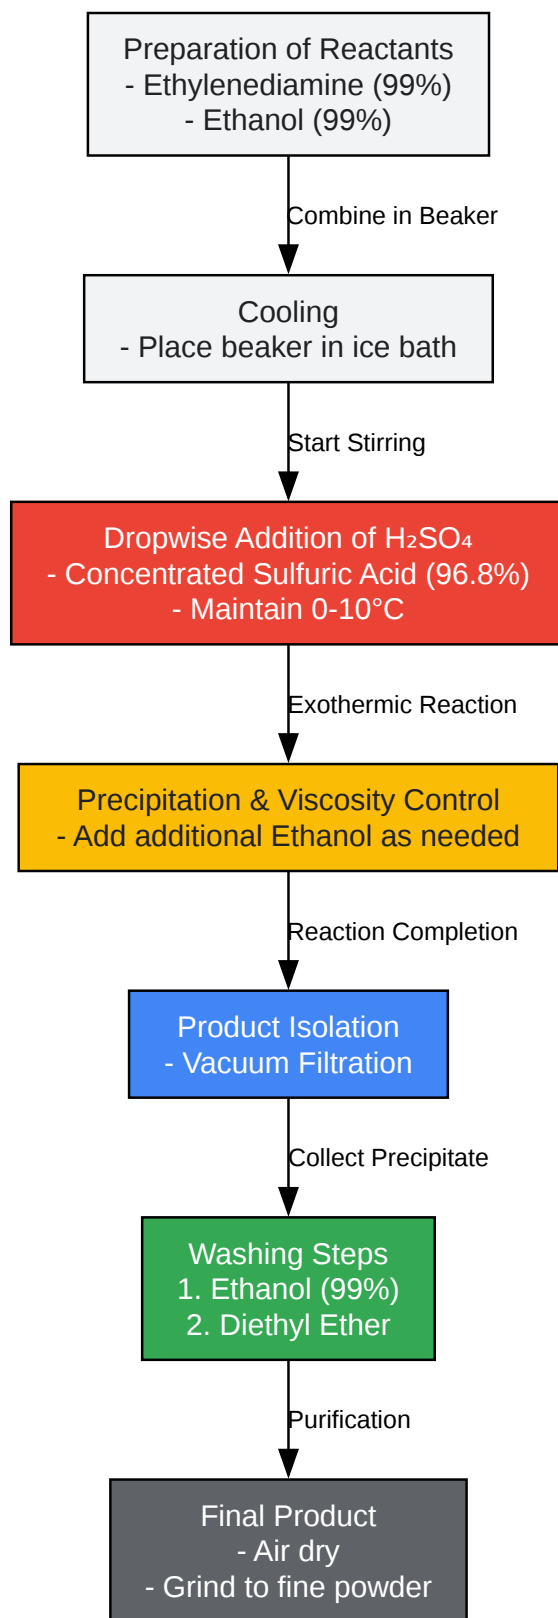 Preparation of Reactants
- Ethylenediamine (99%)
- Ethanol (99%)
Combine in Beaker
Cooling
- Place beaker in ice bath
Start Stirring
Dropwise Addition of H₂SO₄
- Concentrated Sulfuric Acid (96.8%)
- Maintain 0-10°C
Exothermic Reaction
Precipitation & Viscosity Control
- Add additional Ethanol as needed
Reaction Completion
Product Isolation
- Vacuum Filtration
Collect Precipitate
Washing Steps
1. Ethanol (99%)
2. Diethyl Ether
Purification
Final Product
- Air dry
- Grind to fine powder